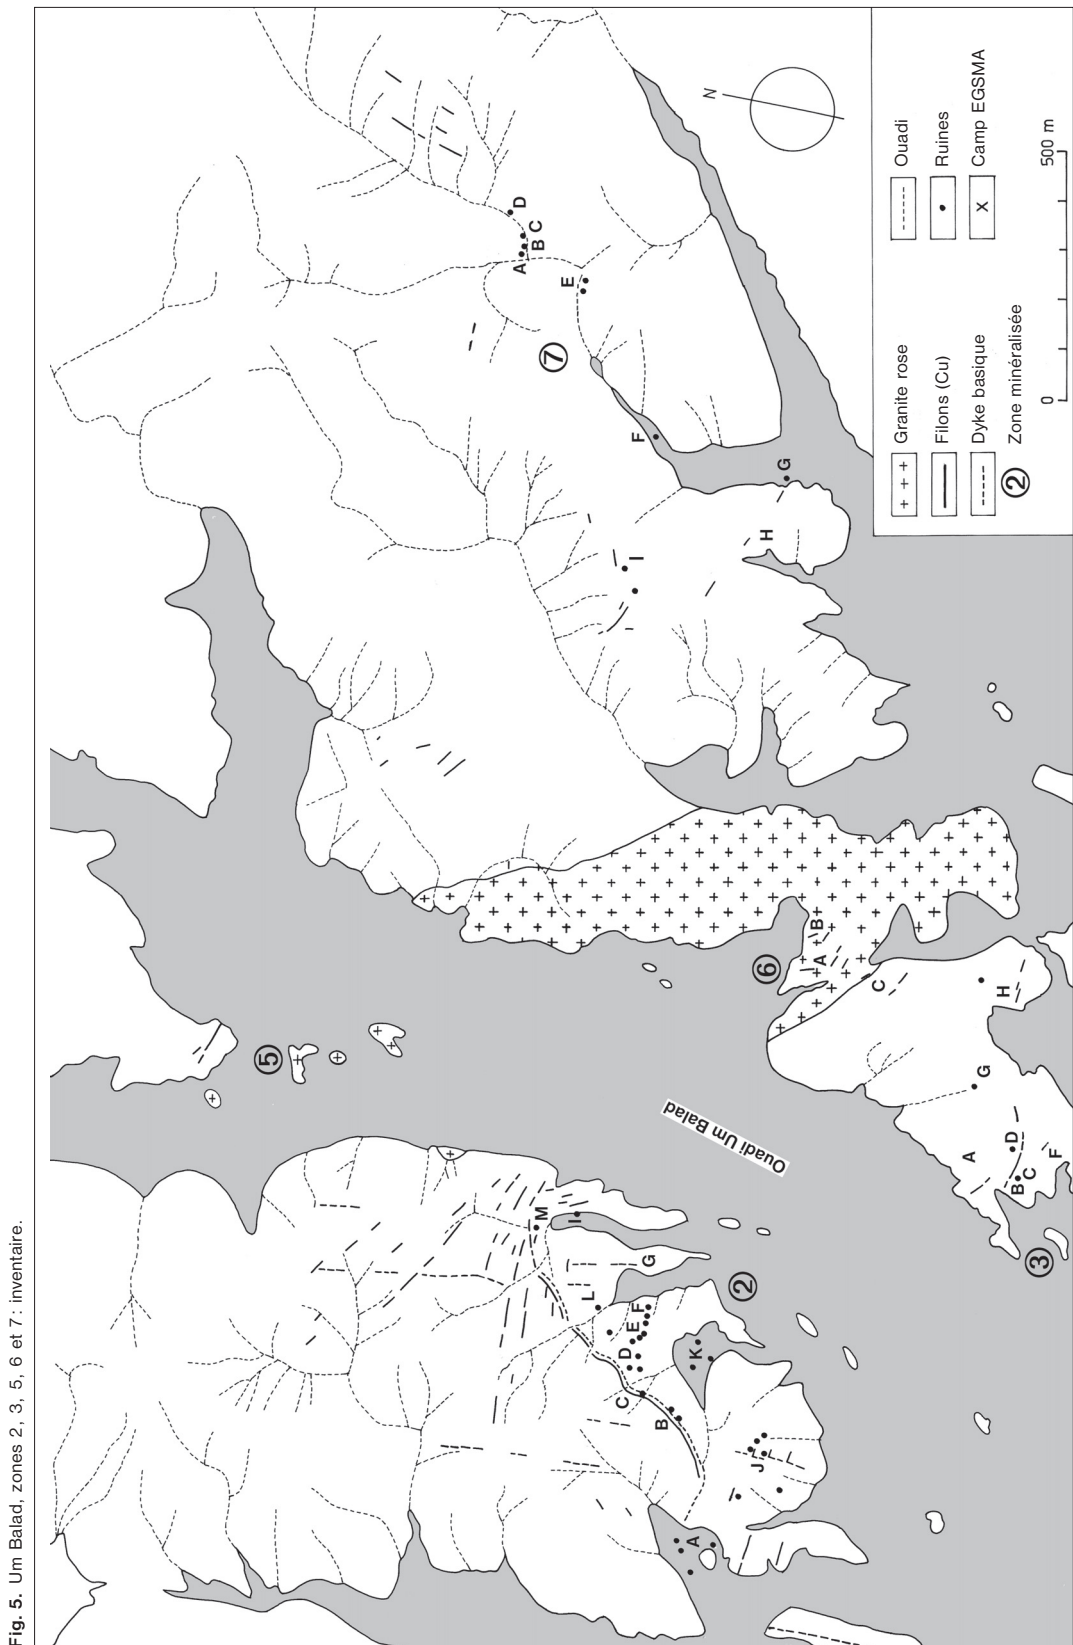 Fig. 5. Um Balad, zones 2, 3, 5, 6 et 7 : inventaire.
N
A
B
C
D
E
⑦
F
G
H
I
⑤
⑥
A
B
C
Ouadi Um Balad
M
I
L
G
②
F
E
D
C
B
K
J
A
③
A
B
C
D
F
G
H
+ + + Granite rose
Filons (Cu)
Dyke basique
② Zone minéralisée
Ouadi
Ruines
x Camp EGSMA
0 500 m